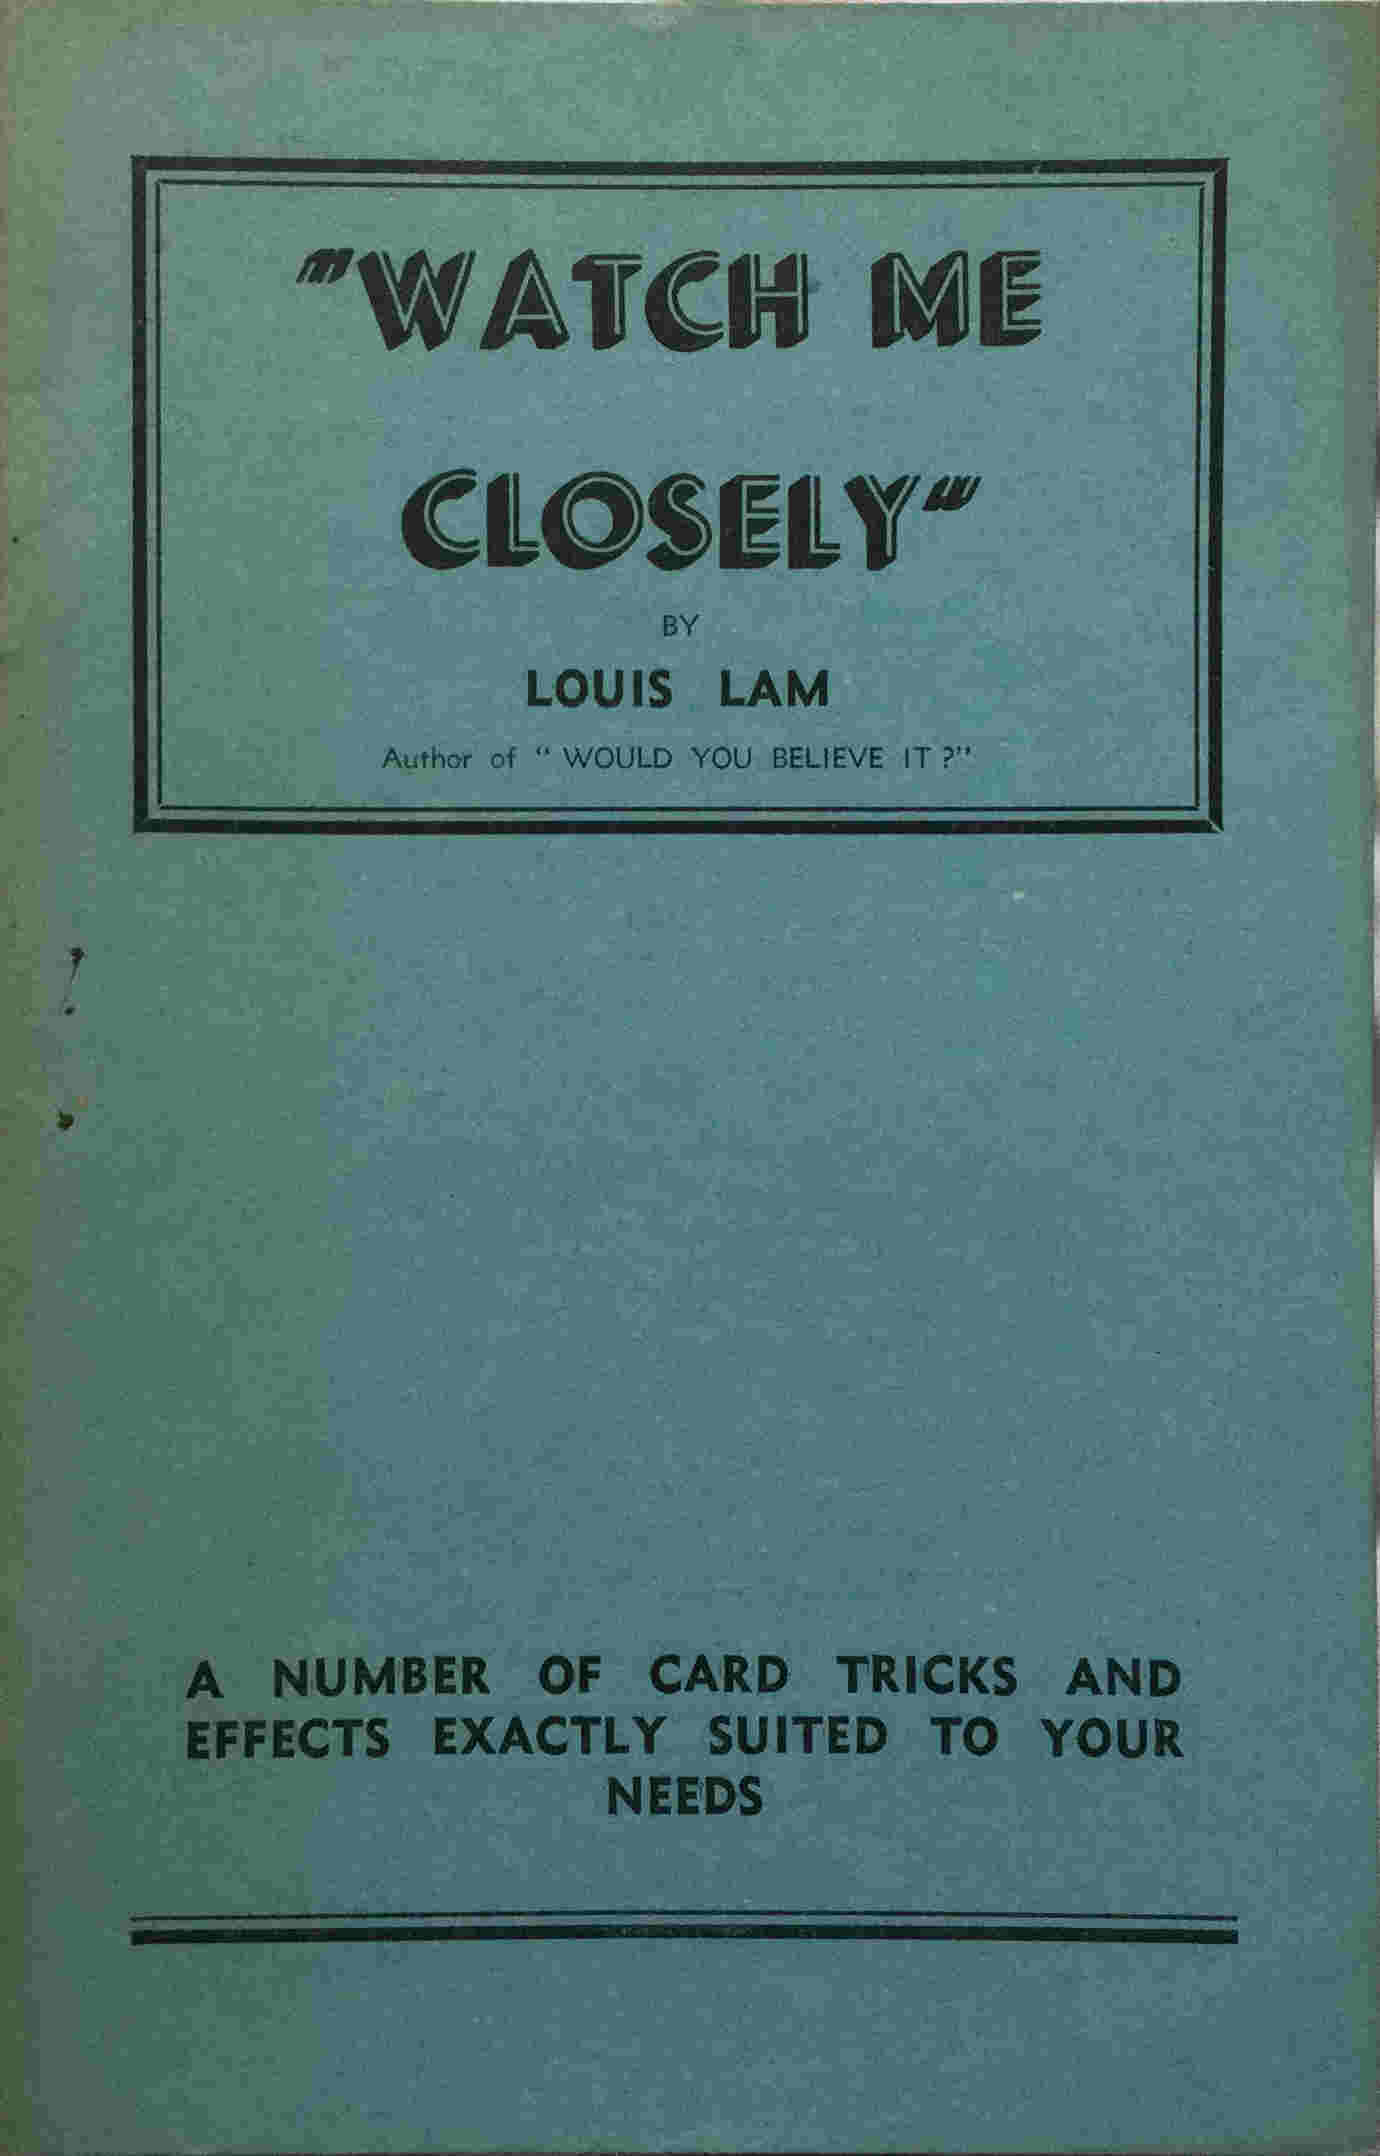 "WATCH ME
CLOSELY"
BY
LOUIS LAM
Author of "WOULD YOU BELIEVE IT?"
A NUMBER OF CARD TRICKS AND
EFFECTS EXACTLY SUITED TO YOUR
NEEDS